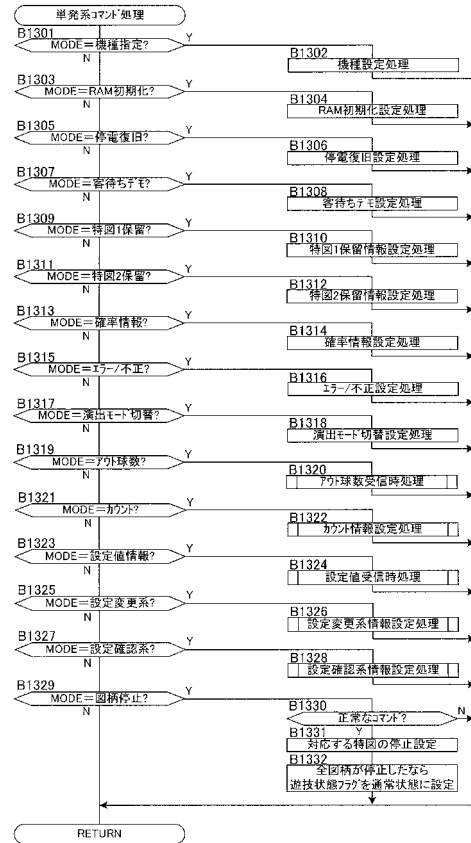 単発系コマンド処理
B1301
MODE=機種指定?
Y
N
B1302
機種設定処理
B1303
MODE=RAM初期化?
Y
N
B1304
RAM初期化設定処理
B1305
MODE=停電復旧?
Y
N
B1306
停電復旧設定処理
B1307
MODE=客待ちデモ?
Y
N
B1308
客待ちデモ設定処理
B1309
MODE=特図1保留?
Y
N
B1310
特図1保留情報設定処理
B1311
MODE=特図2保留?
Y
N
B1312
特図2保留情報設定処理
B1313
MODE=確率情報?
Y
N
B1314
確率情報設定処理
B1315
MODE=エラー/不正?
Y
N
B1316
エラー/不正設定処理
B1317
MODE=演出モード切替?
Y
N
B1318
演出モード切替設定処理
B1319
MODE=アウト球数?
Y
N
B1320
アウト球数受信時処理
B1321
MODE=カウント?
Y
N
B1322
カウント情報設定処理
B1323
MODE=設定値情報?
Y
N
B1324
設定値受信時処理
B1325
MODE=設定変更系?
Y
N
B1326
設定変更系情報設定処理
B1327
MODE=設定確認系?
Y
N
B1328
設定確認系情報設定処理
B1329
MODE=図柄停止?
Y
N
B1330
正常なコマンド?
N
Y
B1331
対応する特図の停止設定
B1332
全図柄が停止したなら
遊技状態フラグを通常状態に設定
RETURN